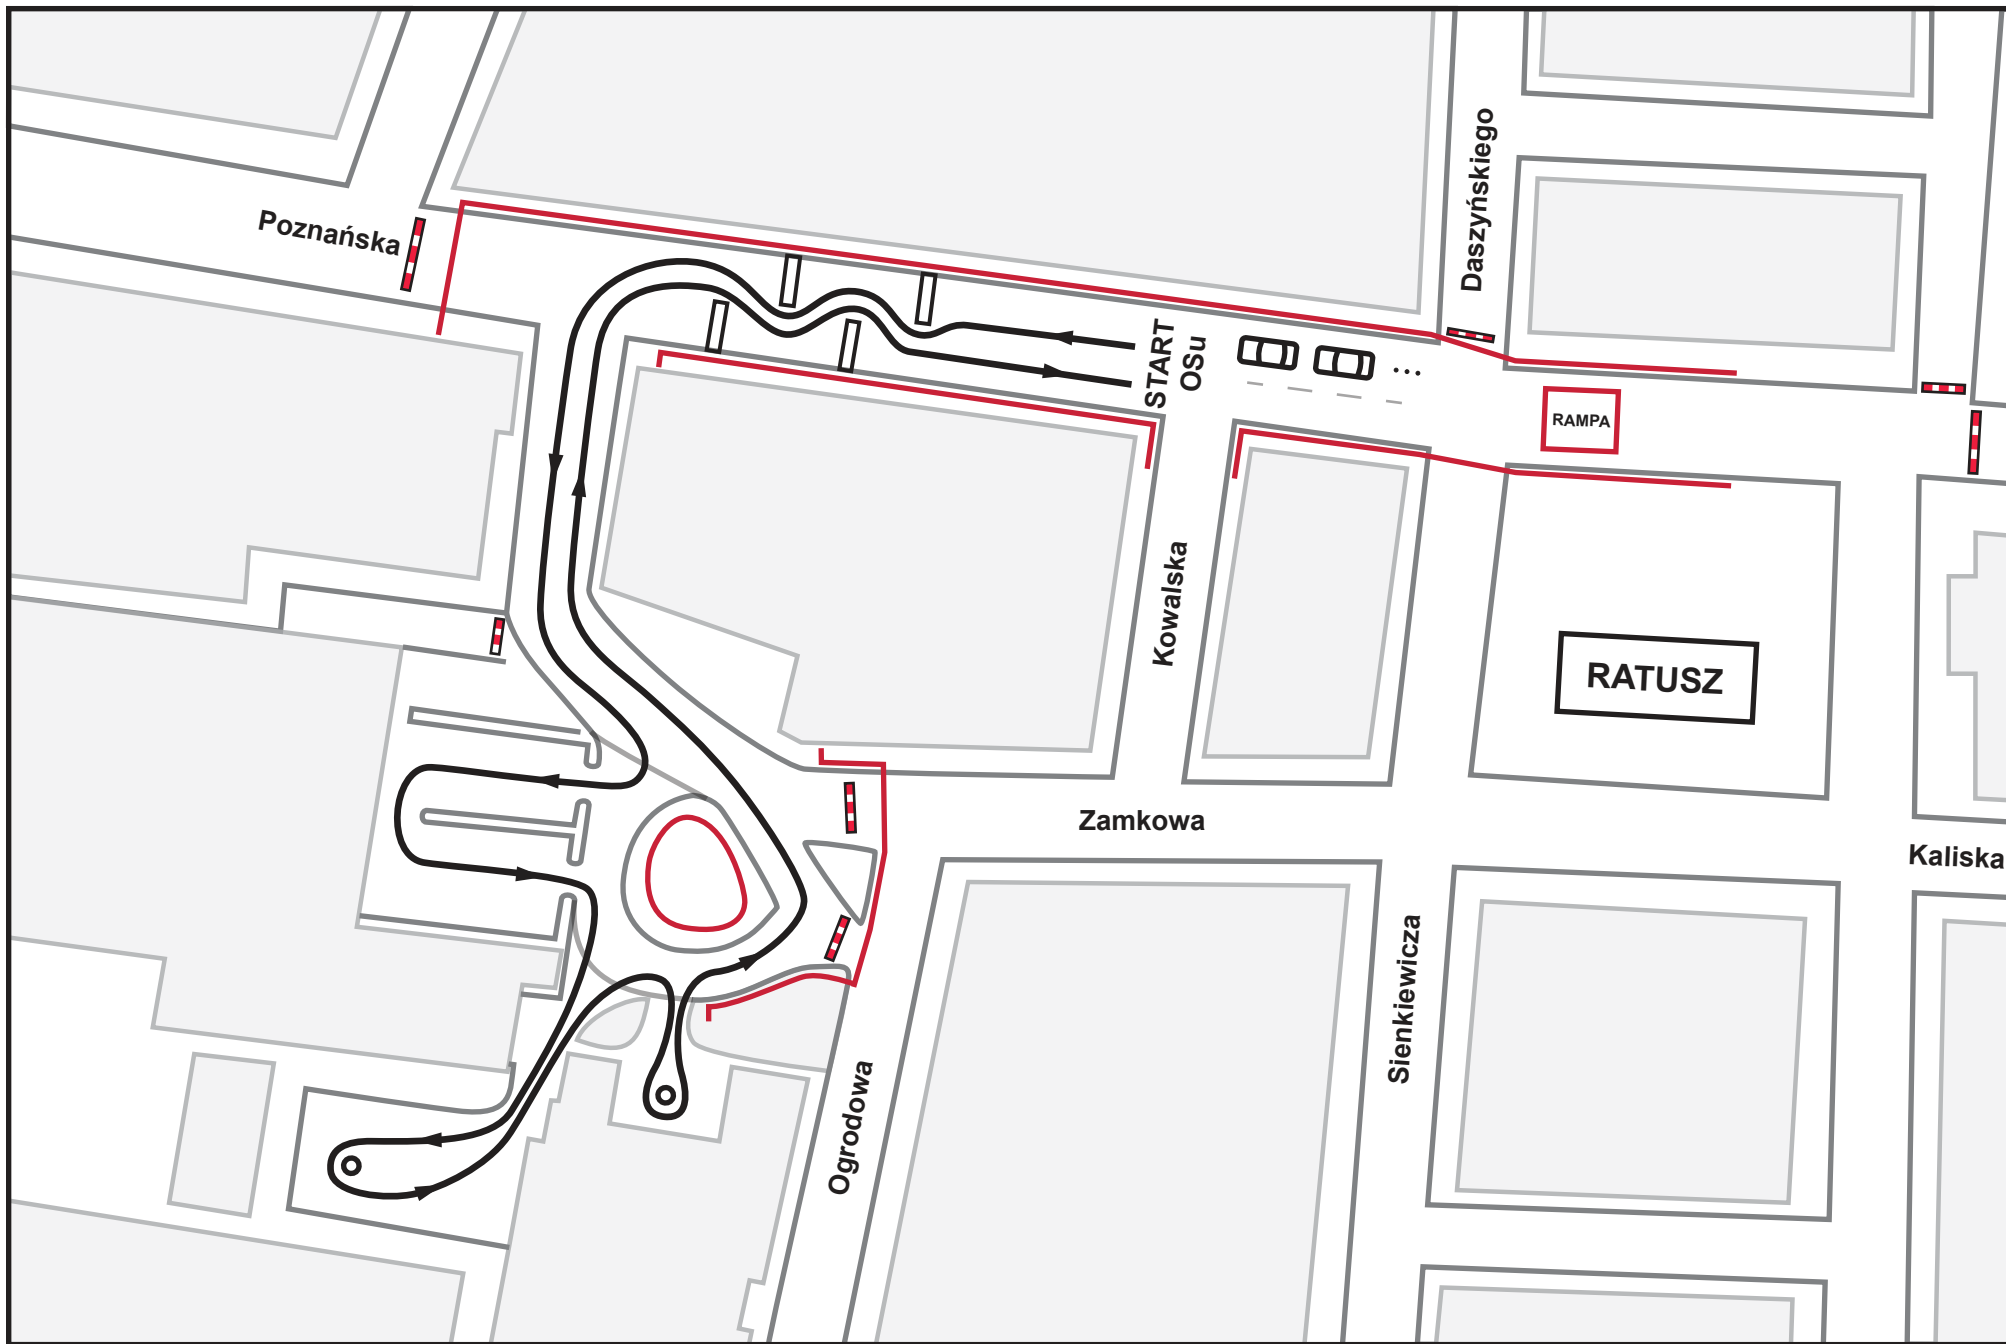 Poznańska
Daszyńskiego
START
OSu
...
RAMPA
Kowalska
RATUSZ
Zamkowa
Kaliska
Sienkiewicza
Ogrodowa